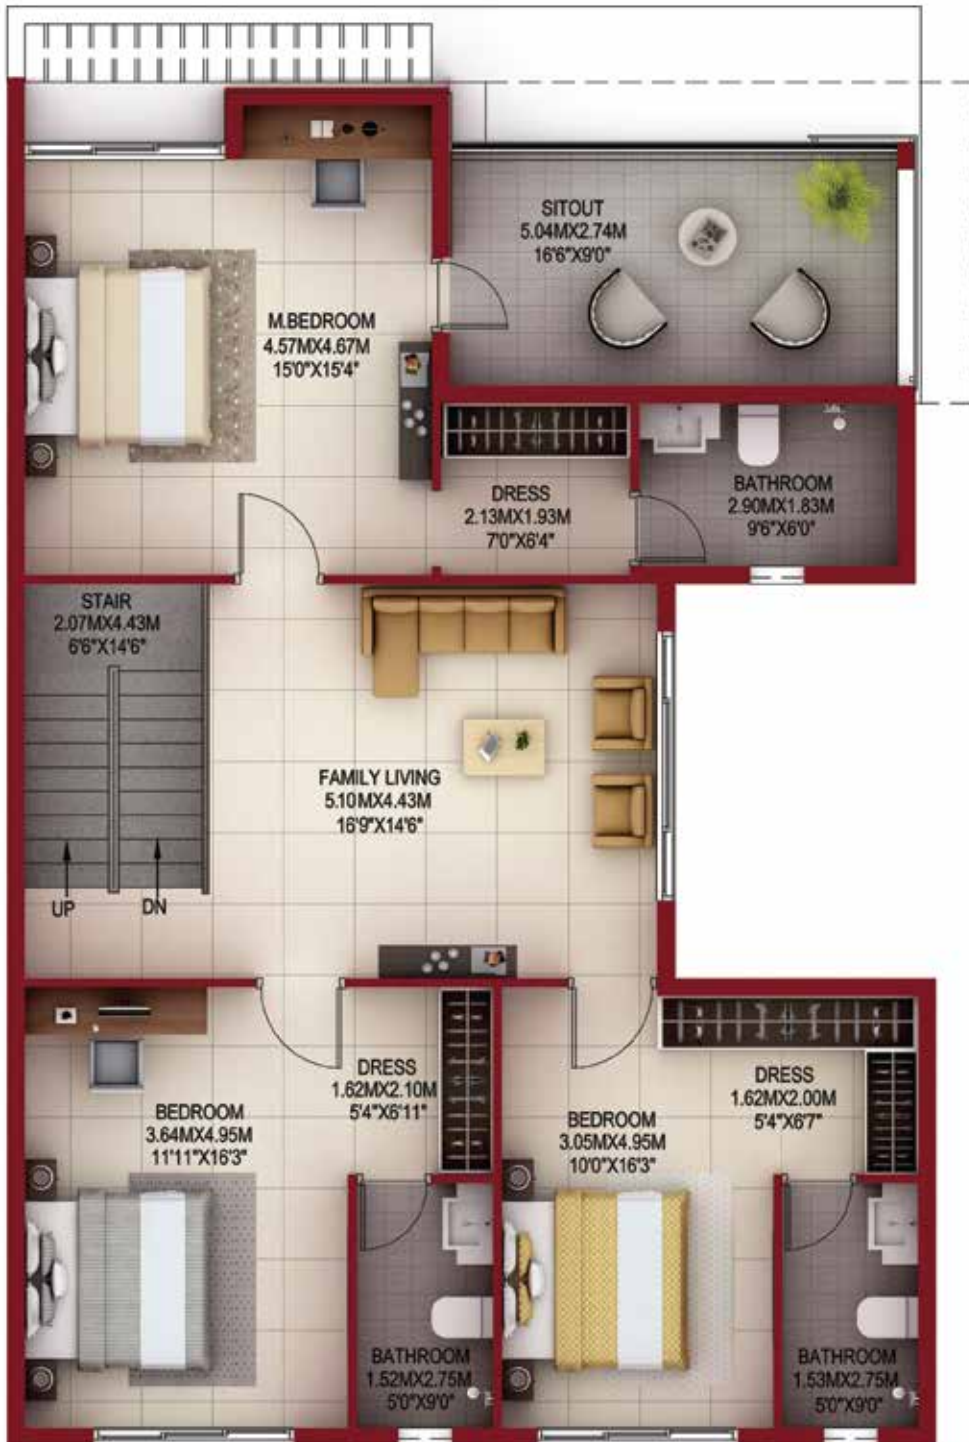 SITOUT
5.04MX2.74M
16'6"X9'0"
M.BEDROOM
4.57MX4.67M
15'0"X15'4"
DRESS
2.13MX1.93M
7'0"X6'4"
BATHROOM
2.90MX1.83M
9'6"X6'0"
STAIR
2.07MX4.43M
6'6"X14'6"
FAMILY LIVING
5.10MX4.43M
16'9"X14'6"
UP
DN
DRESS
1.62MX2.10M
5'4"X6'11"
BEDROOM
3.64MX4.95M
11'11"X16'3"
DRESS
1.62MX2.00M
5'4"X6'7"
BEDROOM
3.05MX4.95M
10'0"X16'3"
BATHROOM
1.52MX2.75M
5'0"X9'0"
BATHROOM
1.53MX2.75M
5'0"X9'0"